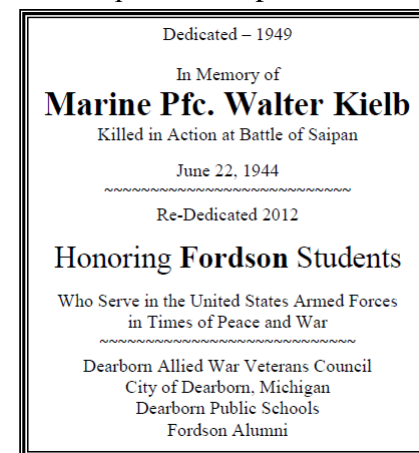 Dedicated – 1949
In Memory of
Marine Pfc. Walter Kielb
Killed in Action at Battle of Saipan
June 22, 1944
~~~~~~~~~~~~~~~~~~~~~~~~~~~
Re-Dedicated 2012
Honoring Fordson Students
Who Serve in the United States Armed Forces
in Times of Peace and War
~~~~~~~~~~~~~~~~~~~~~~~~~~~~
Dearborn Allied War Veterans Council
City of Dearborn, Michigan
Dearborn Public Schools
Fordson Alumni